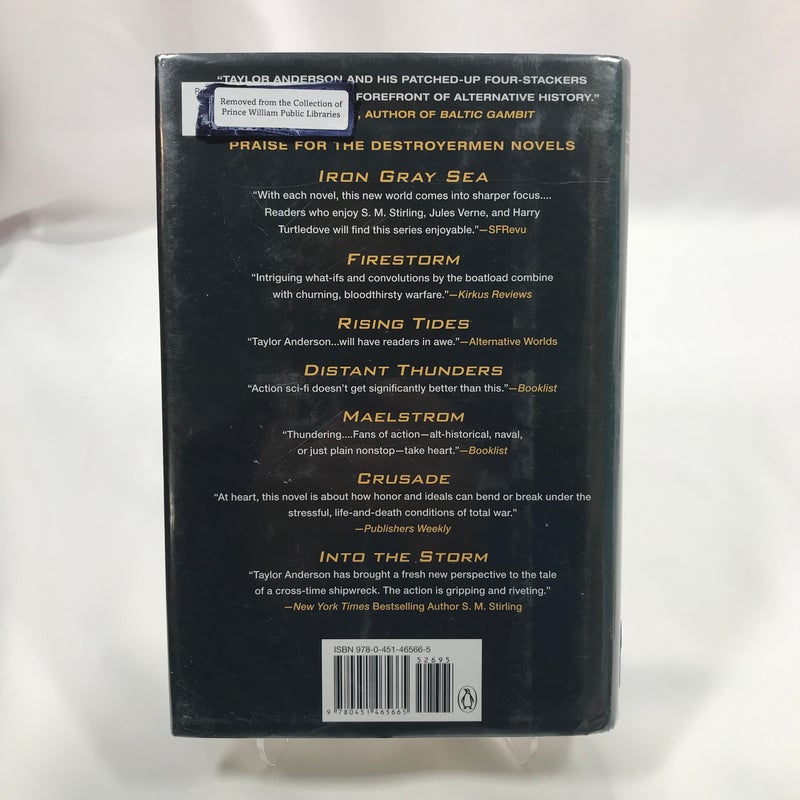 “TAYLOR ANDERSON AND HIS PATCHED-UP FOUR-STACKERS
FOREFRONT OF ALTERNATIVE HISTORY.”
, AUTHOR OF BALTIC GAMBIT
Removed from the Collection of
Prince William Public Libraries
PRAISE FOR THE DESTROYERMEN NOVELS
IRON GRAY SEA
“With each novel, this new world comes into sharper focus....
Readers who enjoy S. M. Stirling, Jules Verne, and Harry
Turtledove will find this series enjoyable.”—SFRevu
FIRESTORM
“Intriguing what-ifs and convolutions by the boatload combine
with churning, bloodthirsty warfare.”—Kirkus Reviews
RISING TIDES
“Taylor Anderson...will have readers in awe.”—Alternative Worlds
DISTANT THUNDERS
“Action sci-fi doesn’t get significantly better than this.”—Booklist
MAELSTROM
“Thundering....Fans of action—alt-historical, naval,
or just plain nonstop—take heart.”—Booklist
CRUSADE
“At heart, this novel is about how honor and ideals can bend or break under the
stressful, life-and-death conditions of total war.”
—Publishers Weekly
INTO THE STORM
“Taylor Anderson has brought a fresh new perspective to the tale
of a cross-time shipwreck. The action is gripping and riveting.”
—New York Times Bestselling Author S. M. Stirling
ISBN 978-0-451-46566-5
52695
9 780451 465665